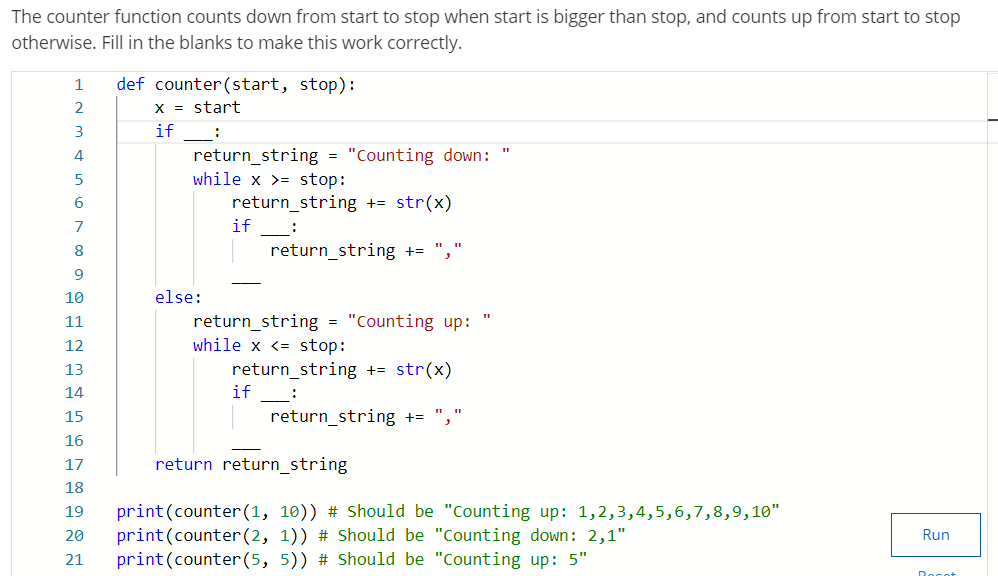 The counter function counts down from start to stop when start is bigger than stop, and counts up from start to stop
otherwise. Fill in the blanks to make this work correctly.
1 def counter(start, stop):
2     x = start
3     if ___:
4         return_string = "Counting down: "
5         while x >= stop:
6             return_string += str(x)
7             if ___:
8                 return_string += ","
9             ___
10     else:
11         return_string = "Counting up: "
12         while x <= stop:
13             return_string += str(x)
14             if ___:
15                 return_string += ","
16             ___
17     return return_string
18
19 print(counter(1, 10)) # Should be "Counting up: 1,2,3,4,5,6,7,8,9,10"
20 print(counter(2, 1)) # Should be "Counting down: 2,1"
21 print(counter(5, 5)) # Should be "Counting up: 5"
Run
Reset